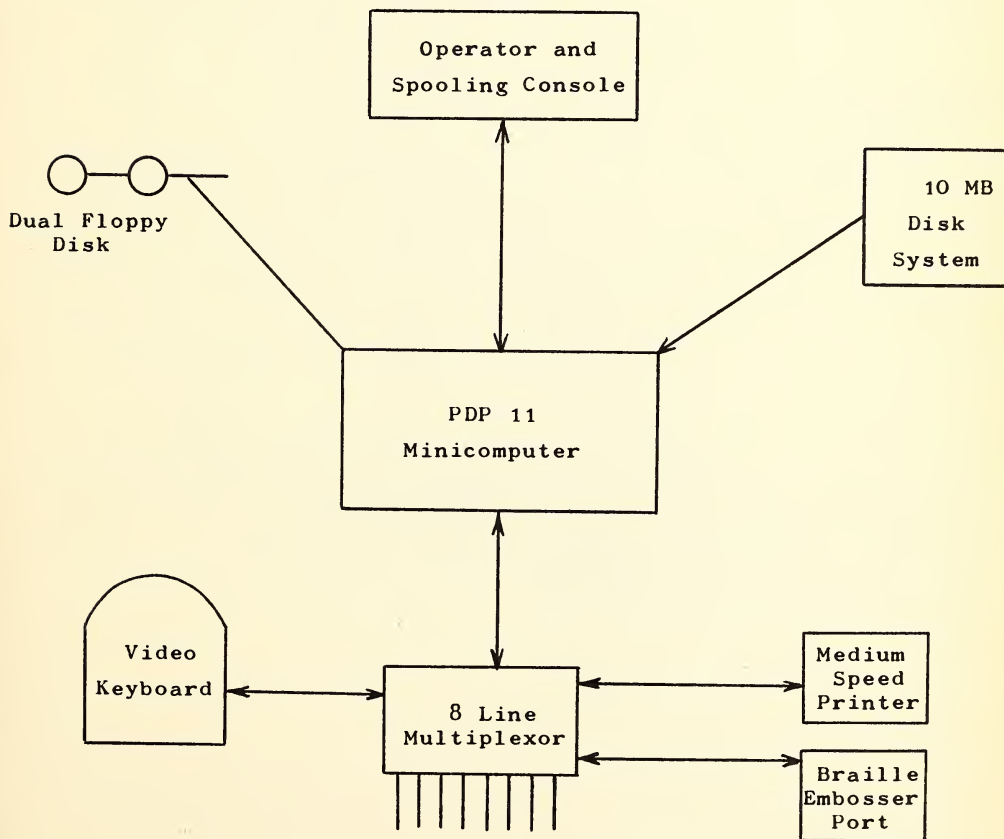 Operator and
Spooling Console
Dual Floppy
Disk
10 MB
Disk
System
PDP 11
Minicomputer
Video
Keyboard
8 Line
Multiplexor
Medium
Speed
Printer
Braille
Embosser
Port